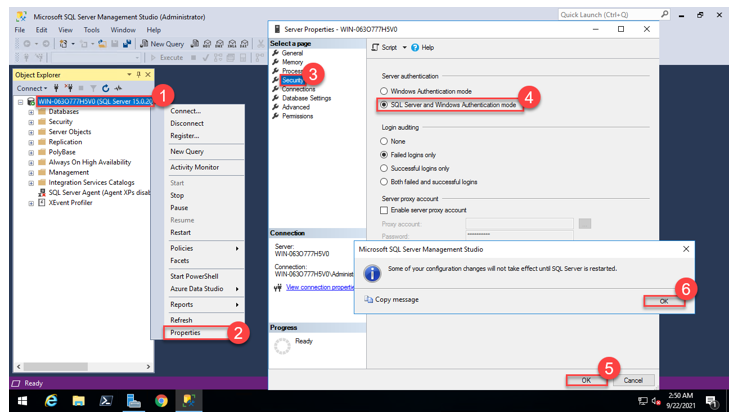 Microsoft SQL Server Management Studio (Administrator)
Quick Launch (Ctrl+Q)
File Edit View Tools Window Help
New Query
Execute
Object Explorer
Connect
WIN-063O777H5V0 (SQL Server 15.0.20
Databases
Security
Server Objects
Replication
PolyBase
Always On High Availability
Management
Integration Services Catalogs
SQL Server Agent (Agent XPs disab
XEvent Profiler
1
Connect...
Disconnect
Register...
New Query
Activity Monitor
Start
Stop
Pause
Resume
Restart
Policies
Facets
Start PowerShell
Azure Data Studio
Reports
Refresh
Properties
2
Server Properties - WIN-063O777H5V0
Select a page
General
Memory
Security
Connections
Database Settings
Advanced
Permissions
3
Connection
Server:
WIN-063O777H5V0
Connection:
WIN-063O777H5V0\Administ
View connection properti
Progress
Ready
Script
Help
Server authentication
Windows Authentication mode
SQL Server and Windows Authentication mode
4
Login auditing
None
Failed logins only
Successful logins only
Both failed and successful logins
Server proxy account
Enable server proxy account
Proxy account:
Password:
Microsoft SQL Server Management Studio
Some of your configuration changes will not take effect until SQL Server is restarted.
Copy message
OK
6
5
OK
Cancel
Ready
2:50 AM
9/22/2021